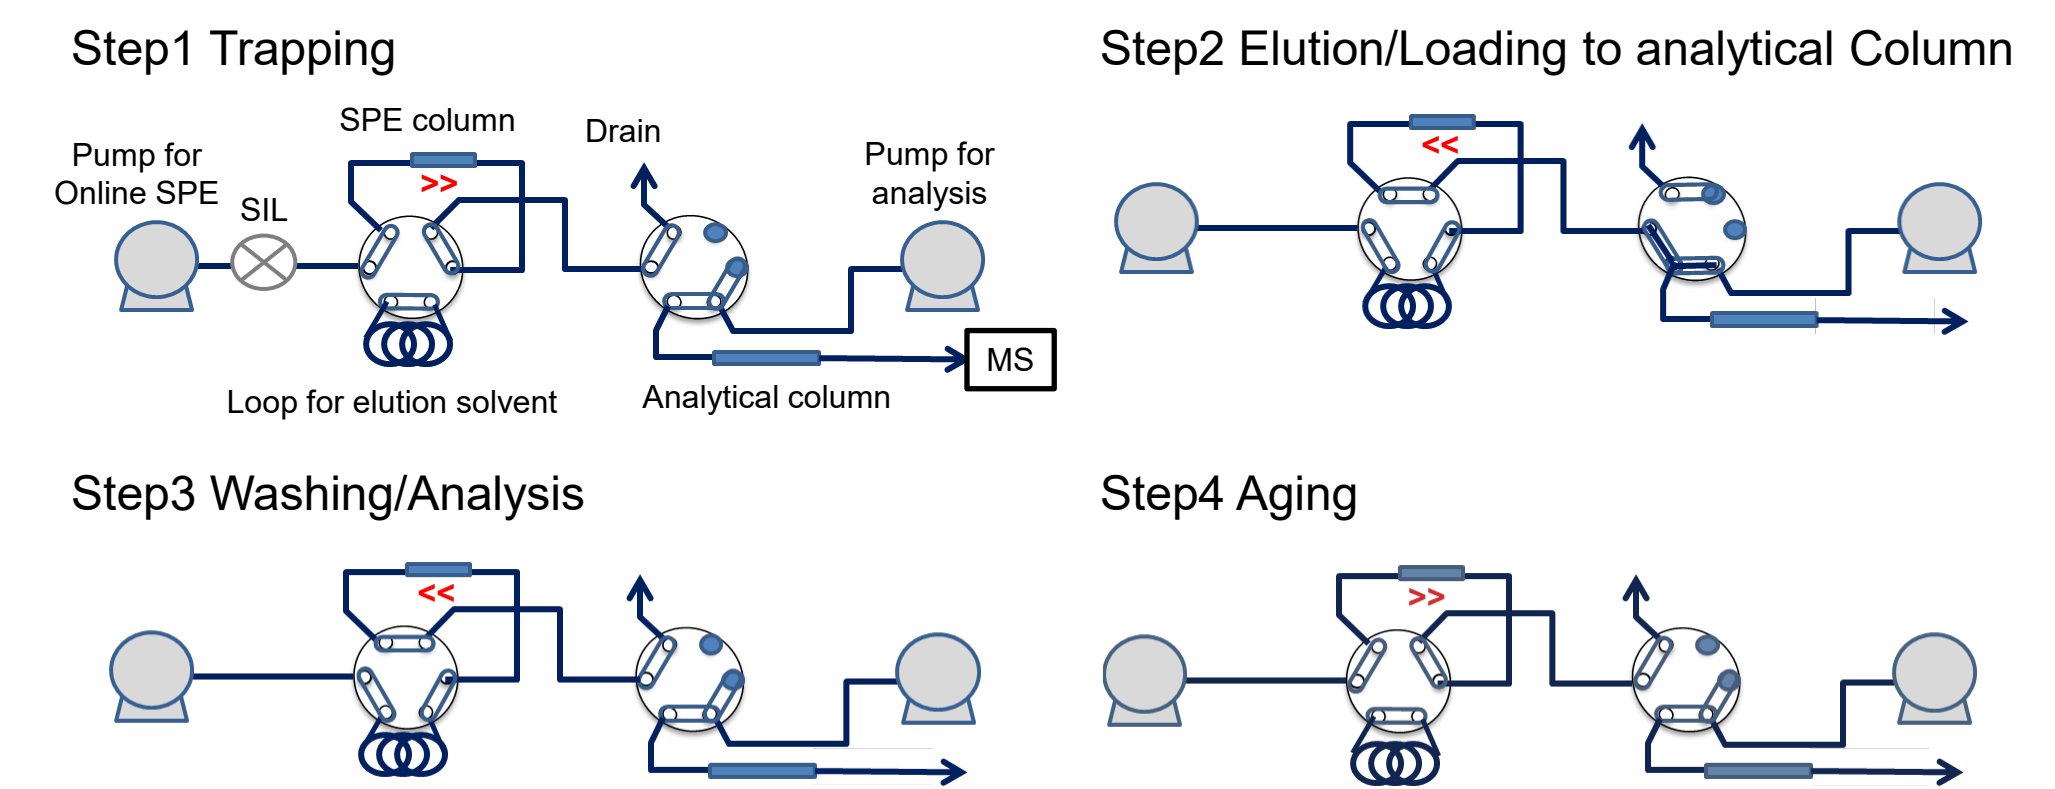 Step1 Trapping
SPE column
Drain
Pump for
Online SPE
SIL
>>
Pump for
analysis
MS
Loop for elution solvent
Analytical column
Step2 Elution/Loading to analytical Column
<<
Step3 Washing/Analysis
<<
Step4 Aging
>>